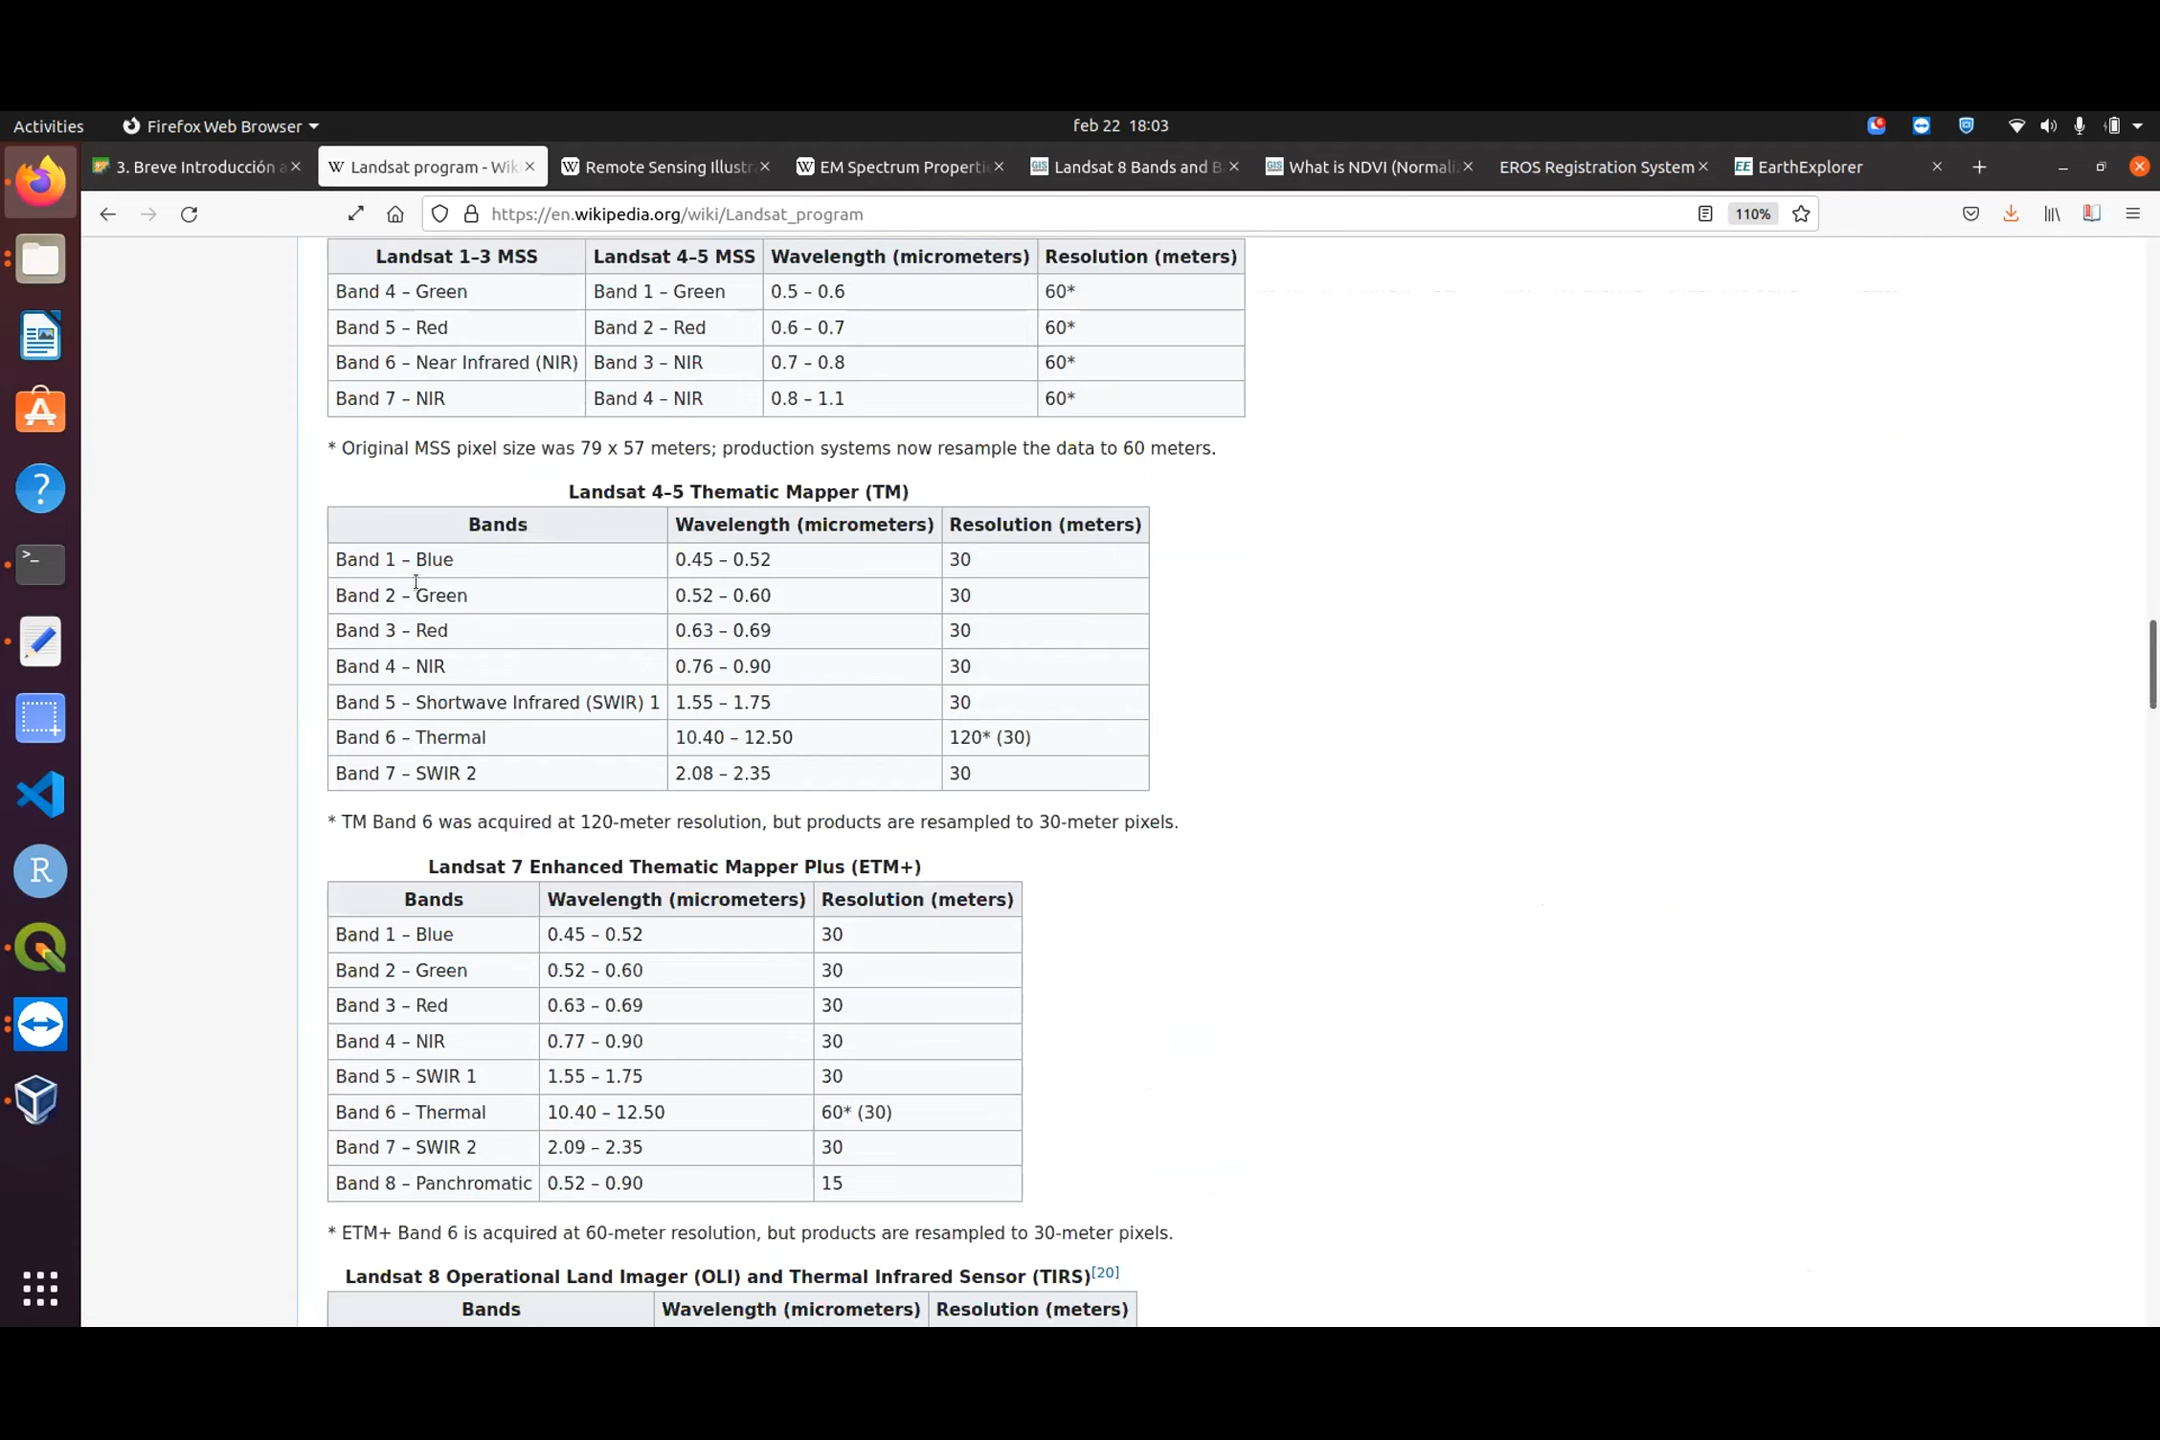 Activities Firefox Web Browser feb 22 18:03
3. Breve Introducción a Landsat program - Wik Remote Sensing Illustr EM Spectrum Properti Landsat 8 Bands and B What is NDVI (Normali EROS Registration System EarthExplorer
https://en.wikipedia.org/wiki/Landsat_program 110%
Landsat 1–3 MSS Landsat 4–5 MSS Wavelength (micrometers) Resolution (meters)
Band 4 – Green Band 1 – Green 0.5 – 0.6 60*
Band 5 – Red Band 2 – Red 0.6 – 0.7 60*
Band 6 – Near Infrared (NIR) Band 3 – NIR 0.7 – 0.8 60*
Band 7 – NIR Band 4 – NIR 0.8 – 1.1 60*
* Original MSS pixel size was 79 x 57 meters; production systems now resample the data to 60 meters.
Landsat 4–5 Thematic Mapper (TM)
Bands Wavelength (micrometers) Resolution (meters)
Band 1 – Blue 0.45 – 0.52 30
Band 2 – Green 0.52 – 0.60 30
Band 3 – Red 0.63 – 0.69 30
Band 4 – NIR 0.76 – 0.90 30
Band 5 – Shortwave Infrared (SWIR) 1 1.55 – 1.75 30
Band 6 – Thermal 10.40 – 12.50 120* (30)
Band 7 – SWIR 2 2.08 – 2.35 30
* TM Band 6 was acquired at 120-meter resolution, but products are resampled to 30-meter pixels.
Landsat 7 Enhanced Thematic Mapper Plus (ETM+)
Bands Wavelength (micrometers) Resolution (meters)
Band 1 – Blue 0.45 – 0.52 30
Band 2 – Green 0.52 – 0.60 30
Band 3 – Red 0.63 – 0.69 30
Band 4 – NIR 0.77 – 0.90 30
Band 5 – SWIR 1 1.55 – 1.75 30
Band 6 – Thermal 10.40 – 12.50 60* (30)
Band 7 – SWIR 2 2.09 – 2.35 30
Band 8 – Panchromatic 0.52 – 0.90 15
* ETM+ Band 6 is acquired at 60-meter resolution, but products are resampled to 30-meter pixels.
Landsat 8 Operational Land Imager (OLI) and Thermal Infrared Sensor (TIRS)[20]
Bands Wavelength (micrometers) Resolution (meters)